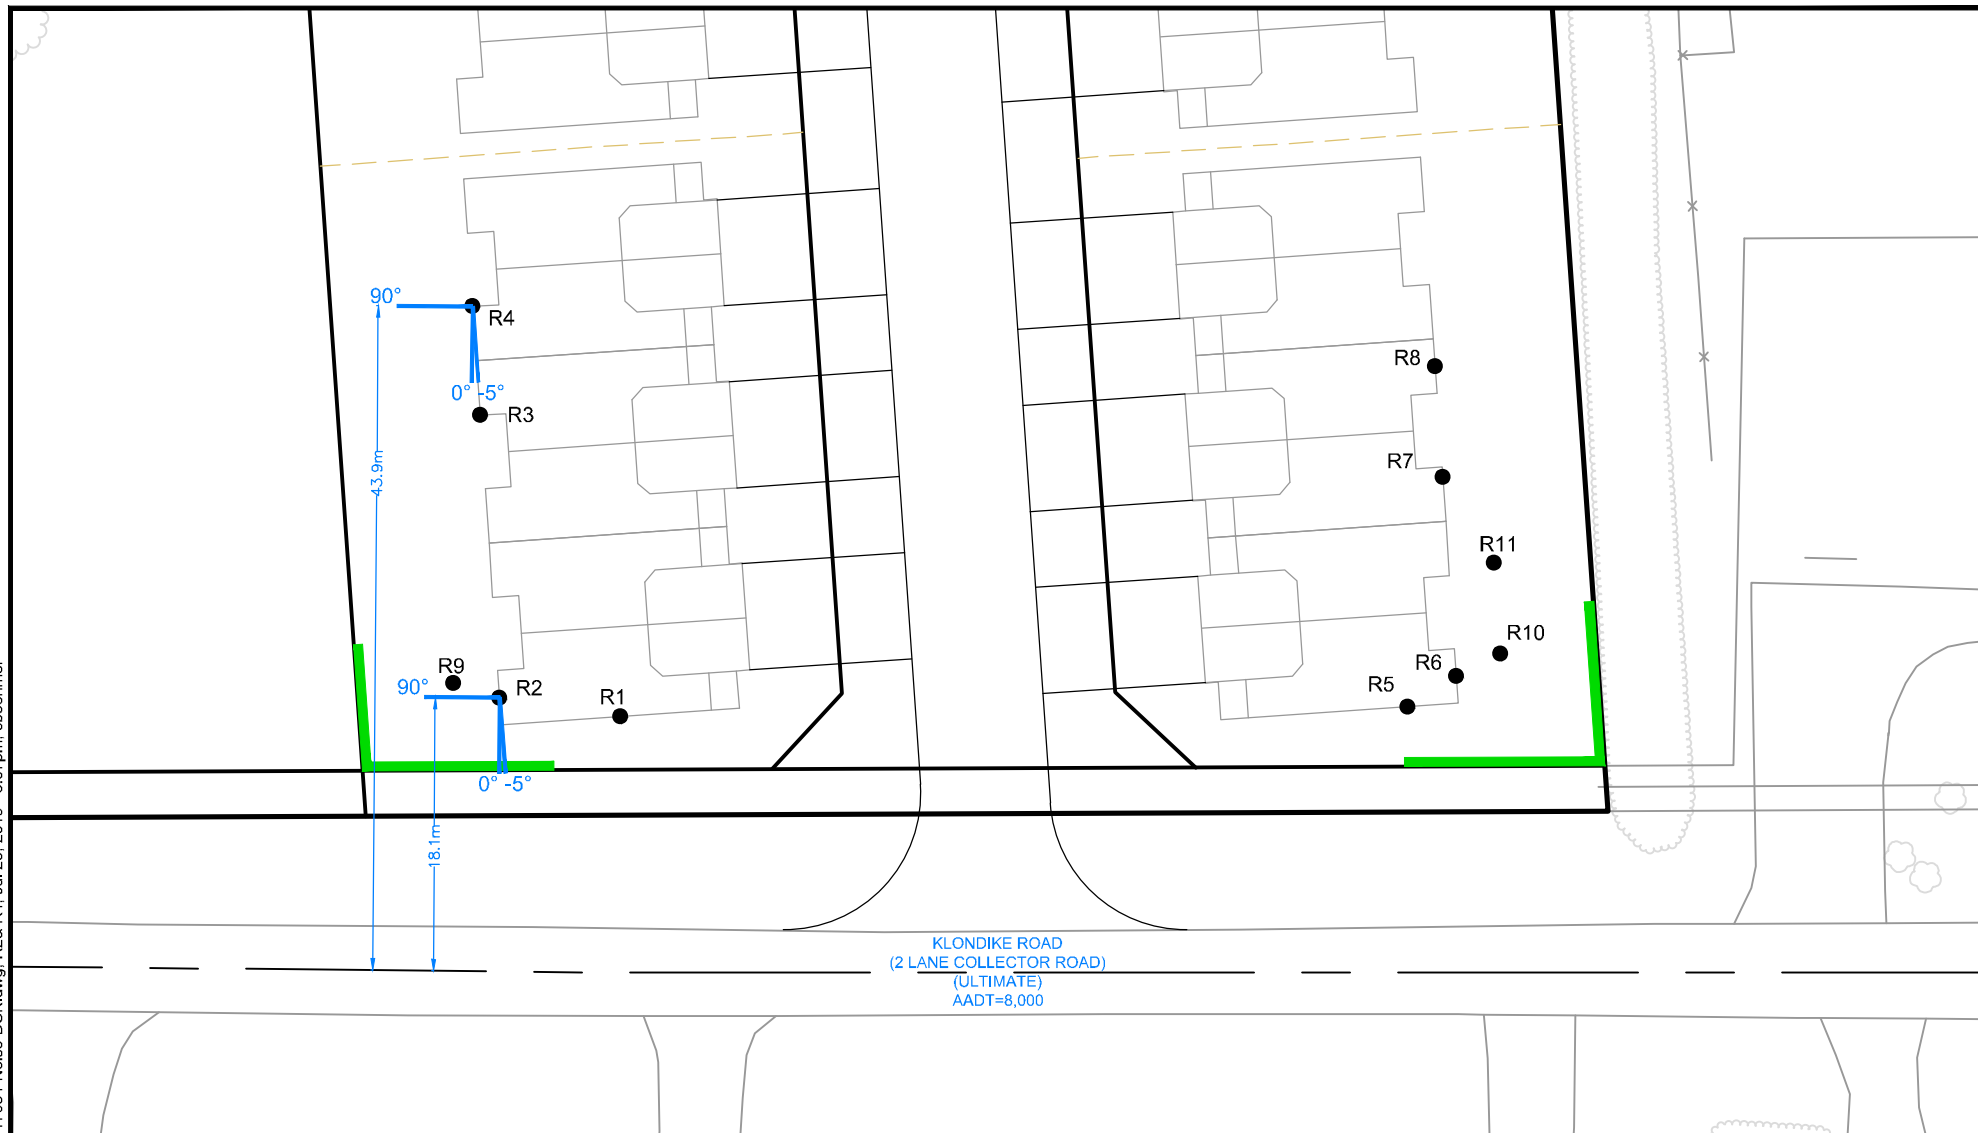 90°
R4
0° -5°
R3
43.9m
R8
R7
R11
R10
R9
R6
90°
R2
R1
R5
0° -5°
18.1m
KLONDIKE ROAD
(2 LANE COLLECTOR ROAD)
(ULTIMATE)
AADT=8,000